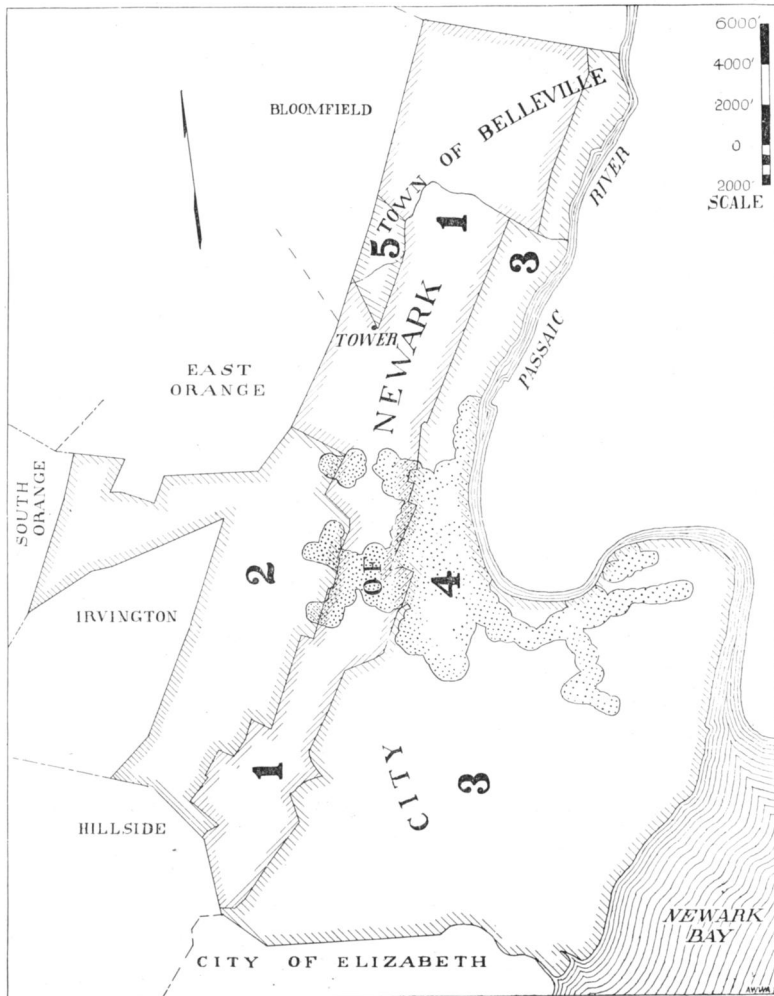 6000'
4000'
2000'
0
2000'
SCALE
BLOOMFIELD
TOWN OF BELLEVILLE
RIVER
PASSAIC
5
1
3
TOWER
NEWARK
EAST
ORANGE
SOUTH
ORANGE
2
OF
4
IRVINGTON
1
CITY
3
HILLSIDE
NEWARK
BAY
CITY OF ELIZABETH